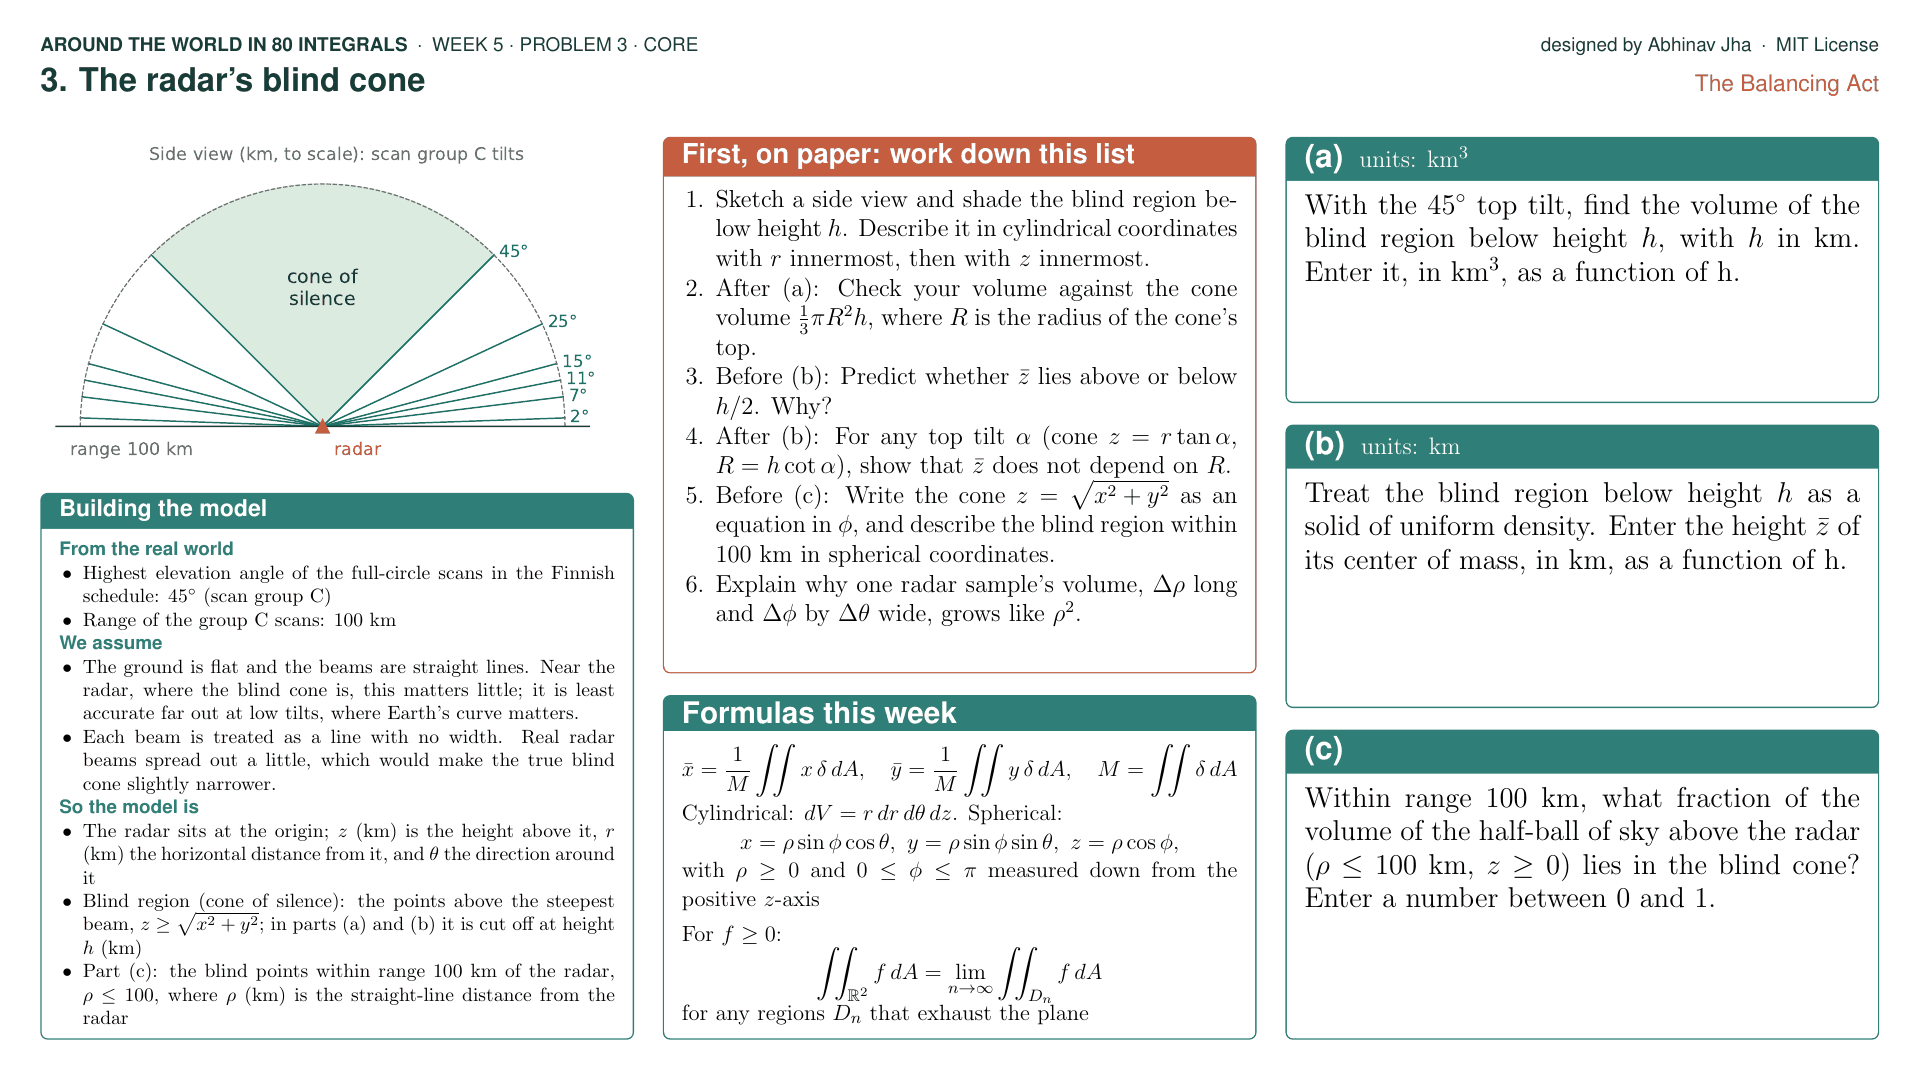 AROUND THE WORLD IN 80 INTEGRALS · WEEK 5 · PROBLEM 3 · CORE
designed by Abhinav Jha · MIT License
3. The radar's blind cone
The Balancing Act
Side view (km, to scale): scan group C tilts
45°
cone of
silence
25°
15°
11°
7°
2°
range 100 km
radar
Building the model
From the real world
• Highest elevation angle of the full-circle scans in the Finnish
schedule: 45° (scan group C)
• Range of the group C scans: 100 km
We assume
• The ground is flat and the beams are straight lines. Near the
radar, where the blind cone is, this matters little; it is least
accurate far out at low tilts, where Earth's curve matters.
• Each beam is treated as a line with no width. Real radar
beams spread out a little, which would make the true blind
cone slightly narrower.
So the model is
• The radar sits at the origin; z (km) is the height above it, r
(km) the horizontal distance from it, and θ the direction around
it
• Blind region (cone of silence): the points above the steepest
beam, z ≥ √(x² + y²); in parts (a) and (b) it is cut off at height
h (km)
• Part (c): the blind points within range 100 km of the radar,
ρ ≤ 100, where ρ (km) is the straight-line distance from the
radar
First, on paper: work down this list
1. Sketch a side view and shade the blind region be-
low height h. Describe it in cylindrical coordinates
with r innermost, then with z innermost.
2. After (a): Check your volume against the cone
volume ⅓πR²h, where R is the radius of the cone's
top.
3. Before (b): Predict whether z̄ lies above or below
h/2. Why?
4. After (b): For any top tilt α (cone z = r tan α,
R = h cot α), show that z̄ does not depend on R.
5. Before (c): Write the cone z = √(x² + y²) as an
equation in ϕ, and describe the blind region within
100 km in spherical coordinates.
6. Explain why one radar sample's volume, Δρ long
and Δϕ by Δθ wide, grows like ρ².
Formulas this week
x̄ = 1/M ∬ x δ dA, ȳ = 1/M ∬ y δ dA, M = ∬ δ dA
Cylindrical: dV = r dr dθ dz. Spherical:
x = ρ sin ϕ cos θ, y = ρ sin ϕ sin θ, z = ρ cos ϕ,
with ρ ≥ 0 and 0 ≤ ϕ ≤ π measured down from the
positive z-axis
For f ≥ 0:
∬_ℝ² f dA = lim_{n→∞} ∬_{Dₙ} f dA
for any regions Dₙ that exhaust the plane
(a) units: km³
With the 45° top tilt, find the volume of the
blind region below height h, with h in km.
Enter it, in km³, as a function of h.
(b) units: km
Treat the blind region below height h as a
solid of uniform density. Enter the height z̄ of
its center of mass, in km, as a function of h.
(c)
Within range 100 km, what fraction of the
volume of the half-ball of sky above the radar
(ρ ≤ 100 km, z ≥ 0) lies in the blind cone?
Enter a number between 0 and 1.